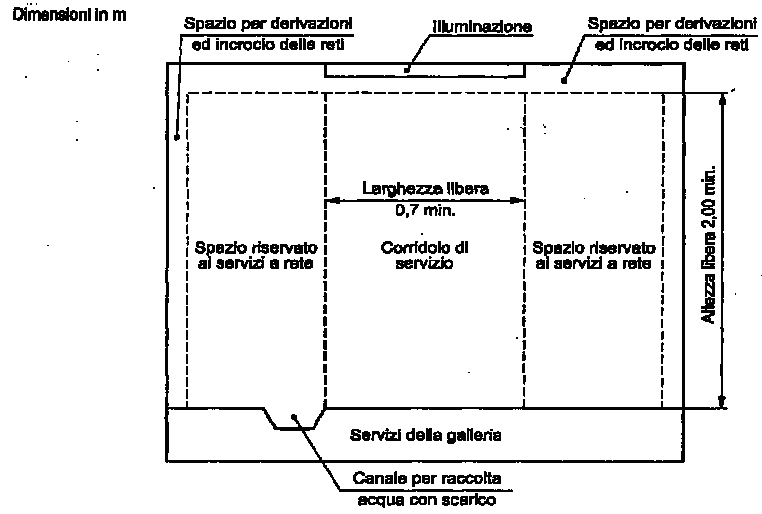 Dimensioni in m
Spazio per derivazioni
ed incrocio delle reti
Illuminazione
Spazio per derivazioni
ed incrocio delle reti
Larghezza libera
0,7 min.
Spazio riservato
ai servizi a rete
Corridoio di
servizio
Spazio riservato
ai servizi a rete
Altezza libera 2,00 min.
Servizi della galleria
Canale per raccolta
acqua con scarico